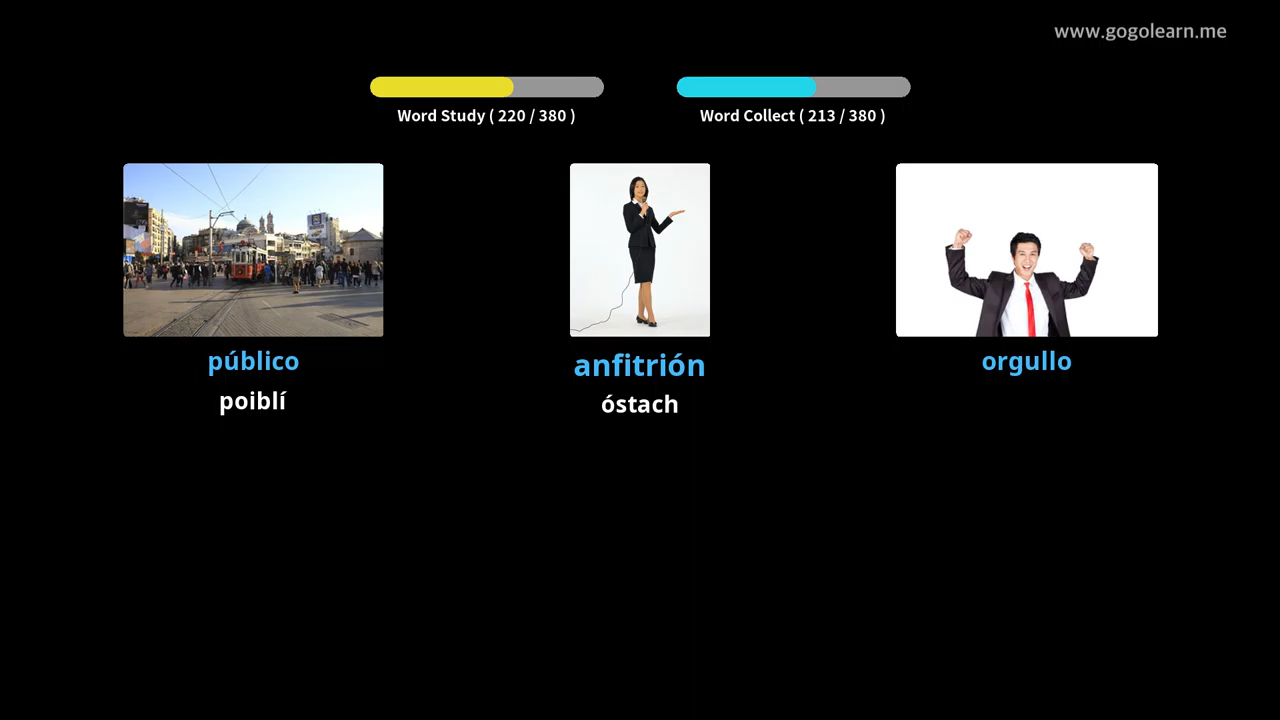 www.gogolearn.me
Word Study ( 220 / 380 )
Word Collect ( 213 / 380 )
público
anfitrión
orgullo
poiblí
óstach